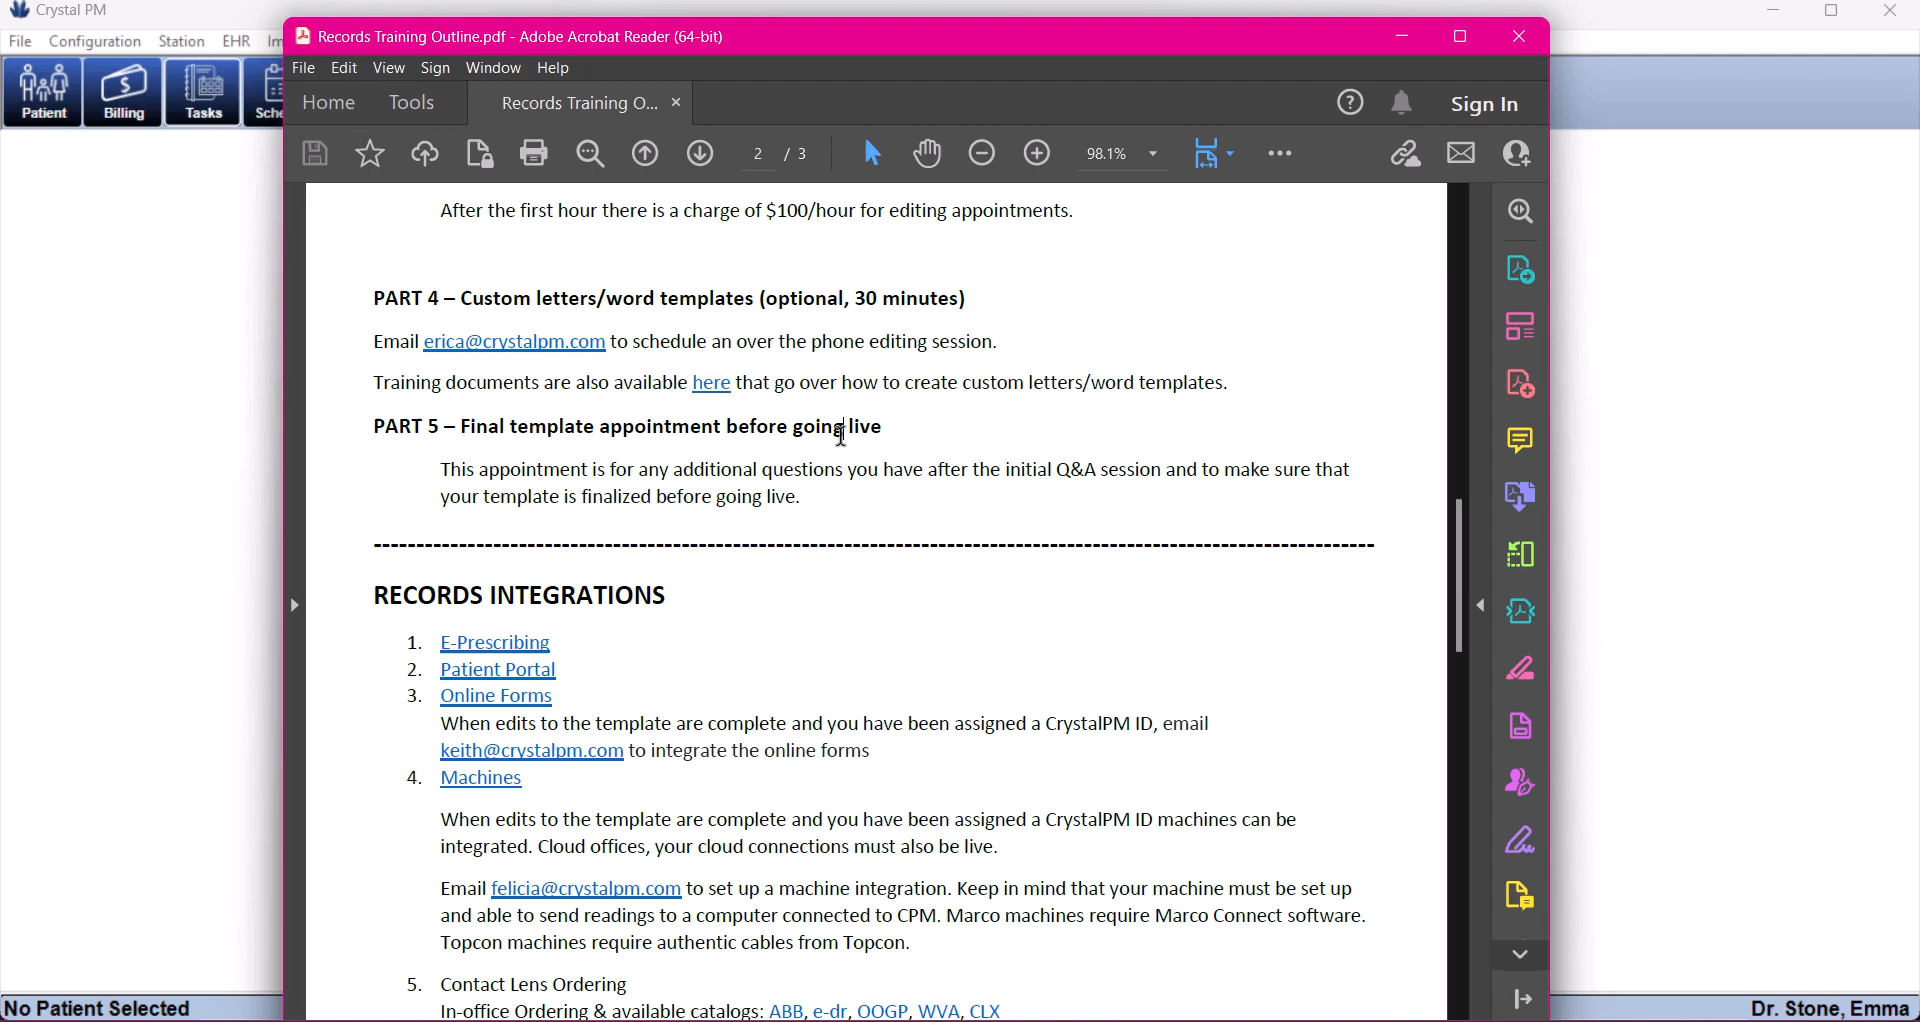 Crystal PM
File Configuration Station EHR
Patient Billing Tasks
Records Training Outline.pdf - Adobe Acrobat Reader (64-bit)
File Edit View Sign Window Help
Home Tools Records Training O... Sign In
2 / 3 98.1%
After the first hour there is a charge of $100/hour for editing appointments.
PART 4 – Custom letters/word templates (optional, 30 minutes)
Email erica@crystalpm.com to schedule an over the phone editing session.
Training documents are also available here that go over how to create custom letters/word templates.
PART 5 – Final template appointment before going live
This appointment is for any additional questions you have after the initial Q&A session and to make sure that
your template is finalized before going live.
RECORDS INTEGRATIONS
1. E-Prescribing
2. Patient Portal
3. Online Forms
When edits to the template are complete and you have been assigned a CrystalPM ID, email
keith@crystalpm.com to integrate the online forms
4. Machines
When edits to the template are complete and you have been assigned a CrystalPM ID machines can be
integrated. Cloud offices, your cloud connections must also be live.
Email felicia@crystalpm.com to set up a machine integration. Keep in mind that your machine must be set up
and able to send readings to a computer connected to CPM. Marco machines require Marco Connect software.
Topcon machines require authentic cables from Topcon.
5. Contact Lens Ordering
In-office Ordering & available catalogs: ABB, e-dr, OOGP, WVA, CLX
No Patient Selected
Dr. Stone, Emma